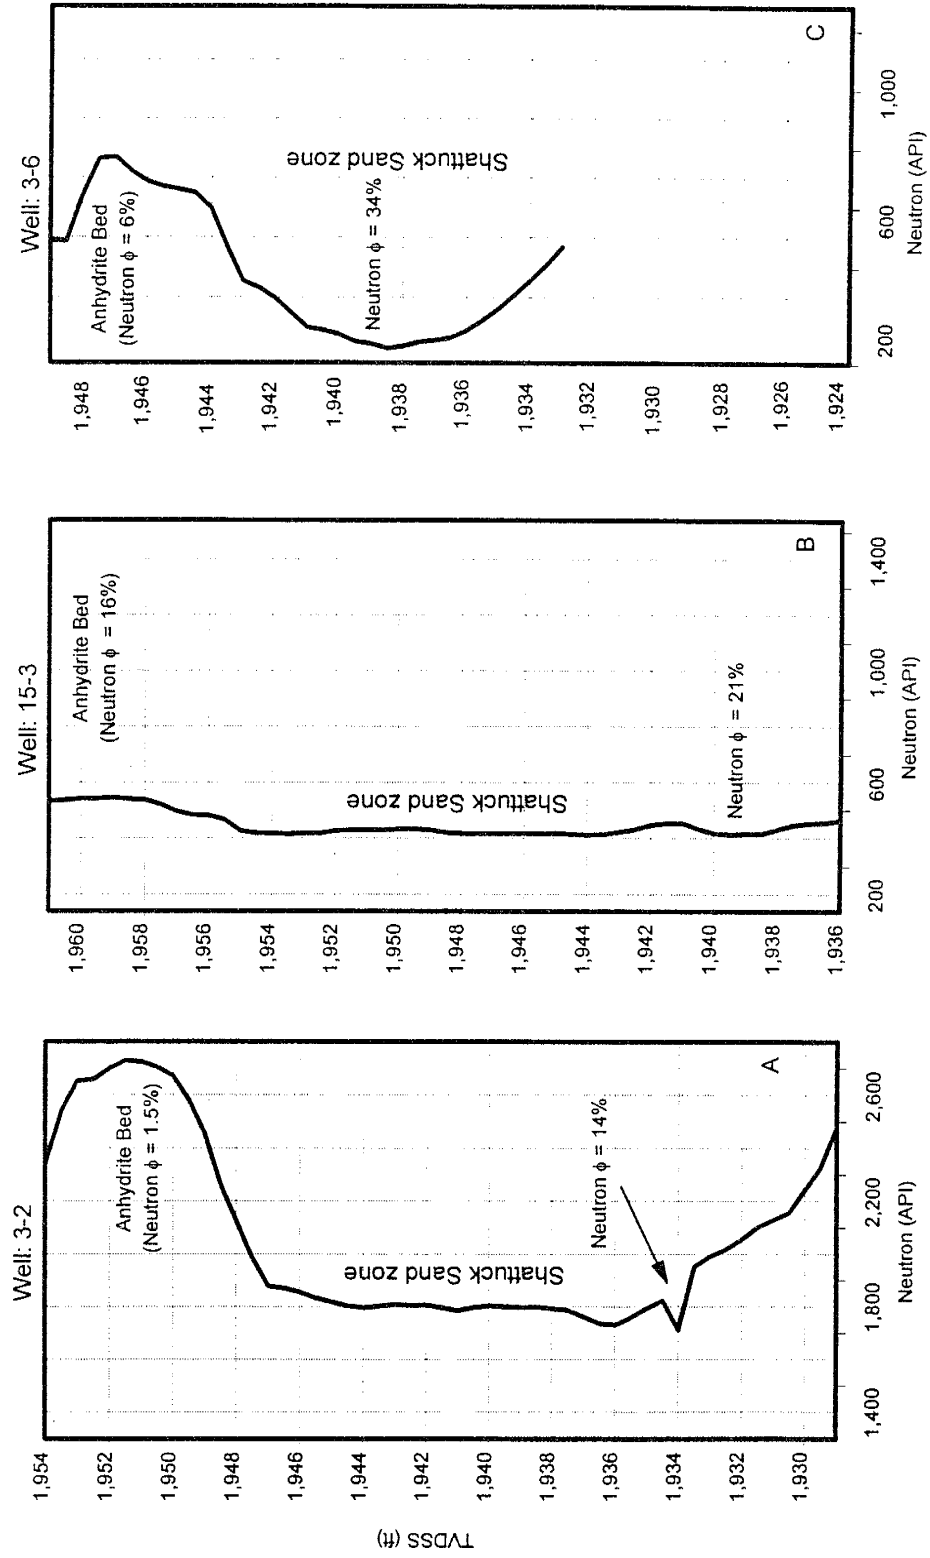 Well: 3-2
TVDSS (ft)
1,954
1,952
1,950
1,948
1,946
1,944
1,942
1,940
1,938
1,936
1,934
1,932
1,930
Anhydrite Bed
(Neutron ϕ = 1.5%)
Shattuck Sand zone
Neutron ϕ = 14%
A
1,400
1,800
2,200
2,600
Neutron (API)
Well: 15-3
1,960
1,958
1,956
1,954
1,952
1,950
1,948
1,946
1,944
1,942
1,940
1,938
1,936
Anhydrite Bed
(Neutron ϕ = 16%)
Shattuck Sand zone
Neutron ϕ = 21%
B
200
600
1,000
1,400
Neutron (API)
Well: 3-6
1,948
1,946
1,944
1,942
1,940
1,938
1,936
1,934
1,932
1,930
1,928
1,926
1,924
Anhydrite Bed
(Neutron ϕ = 6%)
Shattuck Sand zone
Neutron ϕ = 34%
C
200
600
1,000
Neutron (API)